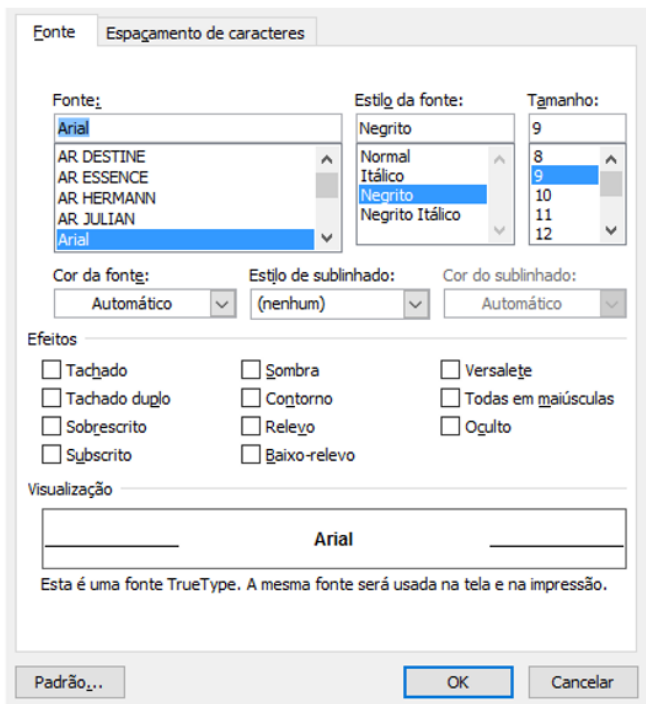 Fonte Espaçamento de caracteres
Fonte: Estilo da fonte: Tamanho:
Arial Negrito 9
AR DESTINE Normal 8
AR ESSENCE Itálico 9
AR HERMANN Negrito 10
AR JULIAN Negrito Itálico 11
Arial 12
Cor da fonte: Estilo de sublinhado: Cor do sublinhado:
Automático (nenhum) Automático
Efeitos
Tachado Sombra Versalete
Tachado duplo Contorno Todas em maiúsculas
Sobrescrito Relevo Oculto
Subscrito Baixo-relevo
Visualização
Arial
Esta é uma fonte TrueType. A mesma fonte será usada na tela e na impressão.
Padrão... OK Cancelar